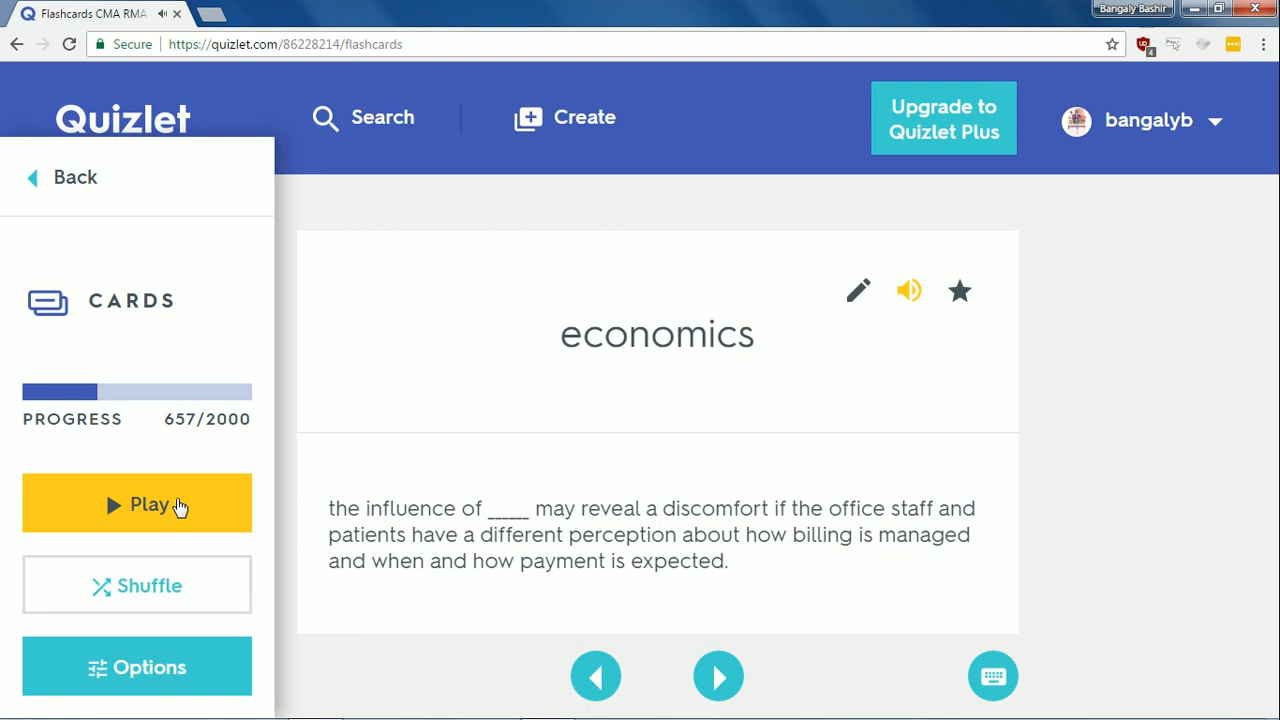 Flashcards CMA RMA
Bangaly Bashir
Secure
https://quizlet.com/86228214/flashcards
4
Quizlet
Search
Create
Upgrade to
Quizlet Plus
bangalyb
Back
CARDS
PROGRESS 657/2000
Play
Shuffle
Options
economics
the influence of ______ may reveal a discomfort if the office staff and
patients have a different perception about how billing is managed
and when and how payment is expected.